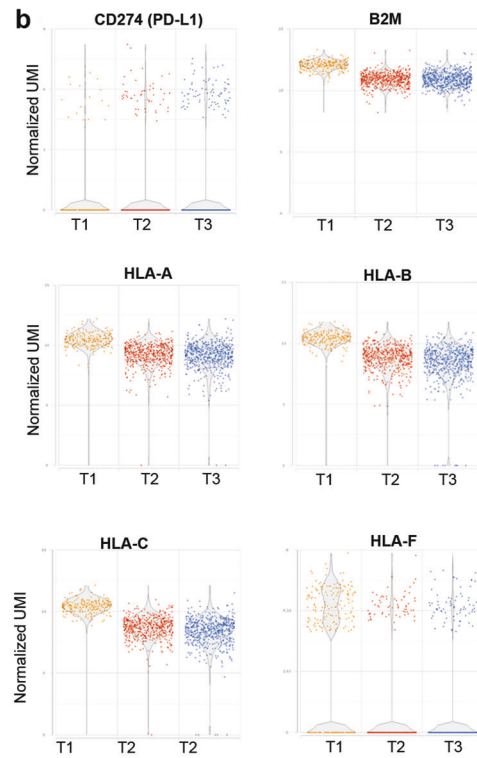 b
CD274 (PD-L1)
B2M
Normalized UMI
T1 T2 T3
T1 T2 T3
HLA-A
HLA-B
Normalized UMI
T1 T2 T3
T1 T2 T3
HLA-C
HLA-F
Normalized UMI
T1 T2 T2
T1 T2 T3